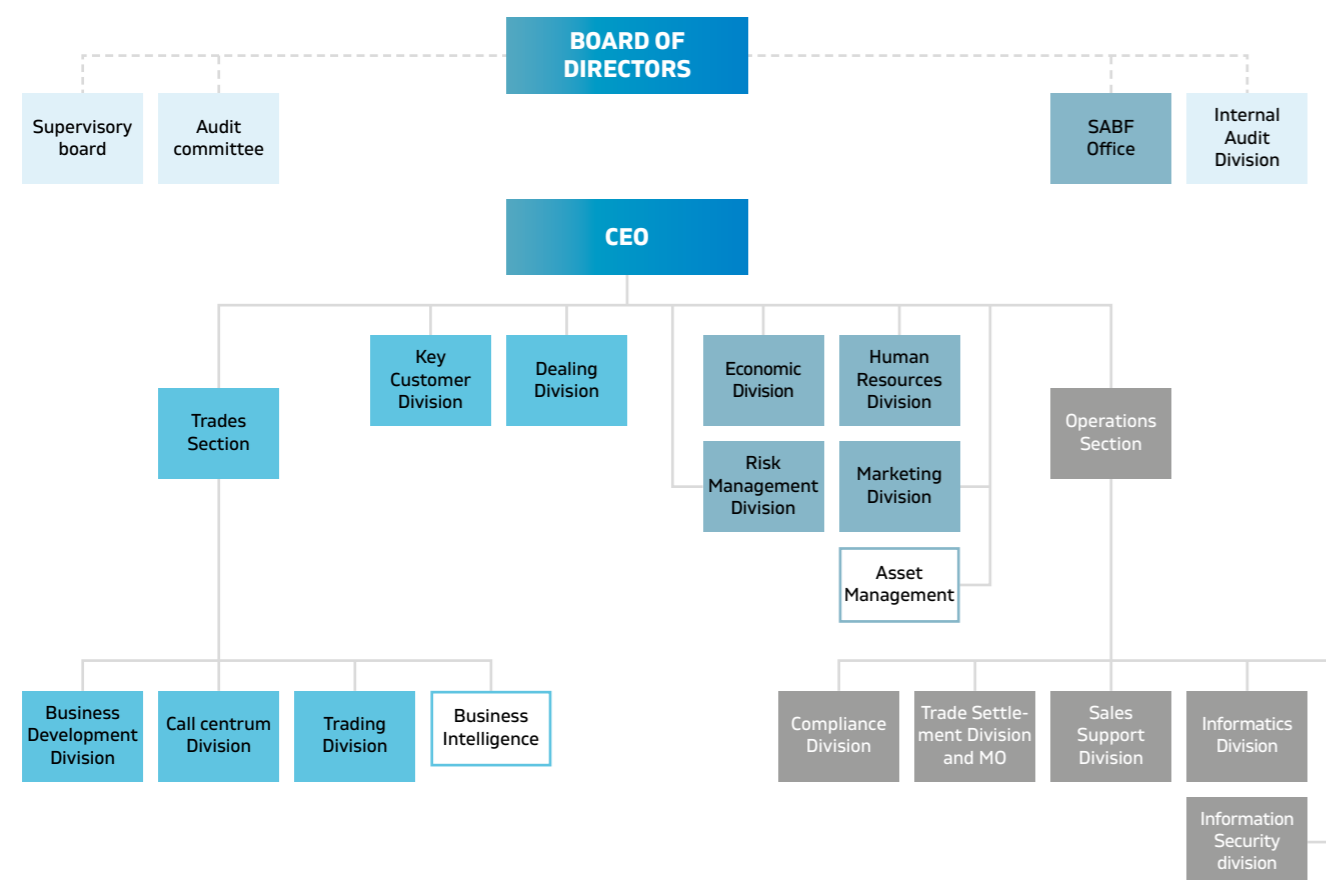 BOARD OF
DIRECTORS
Supervisory
board
Audit
committee
SABF
Office
Internal
Audit
Division
CEO
Key
Customer
Division
Dealing
Division
Economic
Division
Human
Resources
Division
Trades
Section
Operations
Section
Risk
Management
Division
Marketing
Division
Asset
Management
Business
Development
Division
Call centrum
Division
Trading
Division
Business
Intelligence
Compliance
Division
Trade Settle-
ment Division
and MO
Sales
Support
Division
Informatics
Division
Information
Security
division